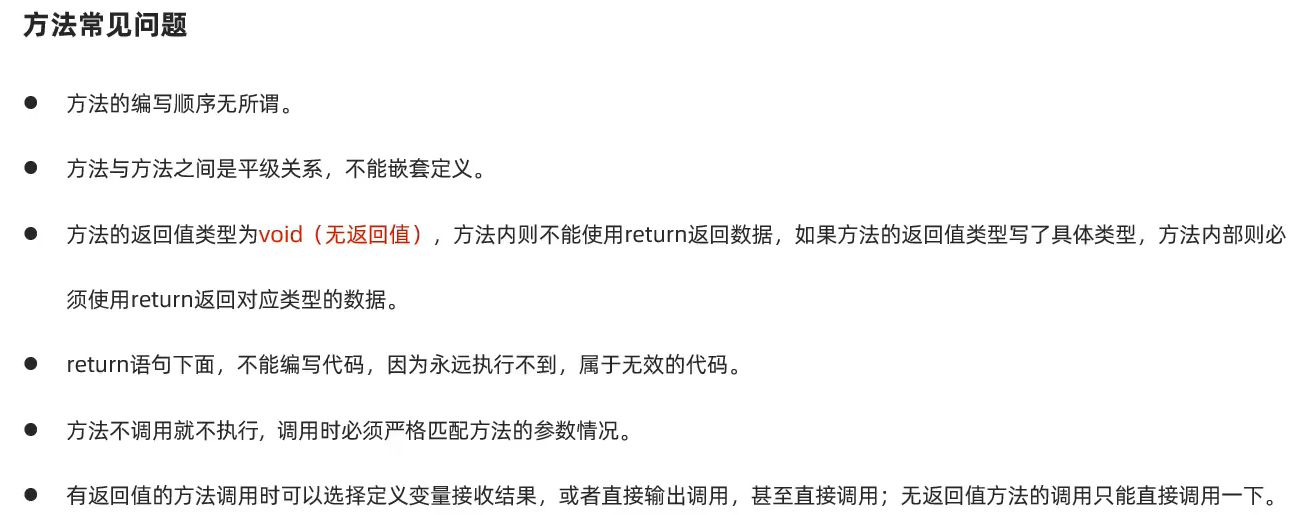 方法常见问题
● 方法的编写顺序无所谓。
● 方法与方法之间是平级关系，不能嵌套定义。
● 方法的返回值类型为void（无返回值），方法内则不能使用return返回数据，如果方法的返回值类型写了具体类型，方法内部则必
须使用return返回对应类型的数据。
● return语句下面，不能编写代码，因为永远执行不到，属于无效的代码。
● 方法不调用就不执行, 调用时必须严格匹配方法的参数情况。
● 有返回值的方法调用时可以选择定义变量接收结果，或者直接输出调用，甚至直接调用；无返回值方法的调用只能直接调用一下。